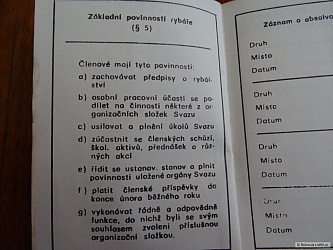 Základní povinnosti rybáře
(§ 5)
Členové mají tyto povinnosti:
a) zachovávat předpisy o rybář-
ství
b) osobní pracovní účastí se po-
dílet na činnosti některé z or-
ganizačních složek Svazu
c) usilovat o plnění úkolů Svazu
d) zúčastnit se členských schůzí,
škol. aktivů, přednášek a růz-
ných akcí
e) řídit se ustanov. stanov a plnit
povinnosti uložené orgány Svazu
f) platit členské příspěvky do
konce února běžného roku
g) vykonávat řádně a odpovědně
funkce, do nichž byli se svým
souhlasem zvoleni příslušnou
organizační složkou.
Záznam o absolvo
Druh
Místo
Datum
Druh
Místo
Datum
Druh
Místo
Datum
Druh
Místo
Datum